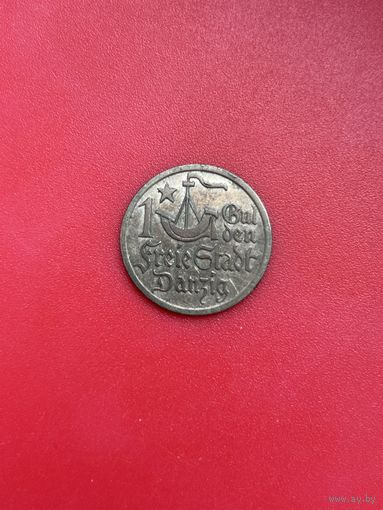 1 Gul
den
Freie Stadt
Danzig
www.ay.by